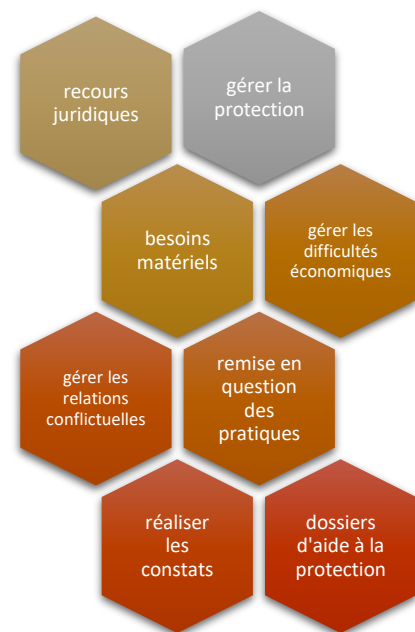 recours
juridiques
gérer la
protection
besoins
matériels
gérer les
difficultés
économiques
gérer les
relations
conflictuelles
remise en
question
des
pratiques
réaliser
les
constats
dossiers
d'aide à la
protection